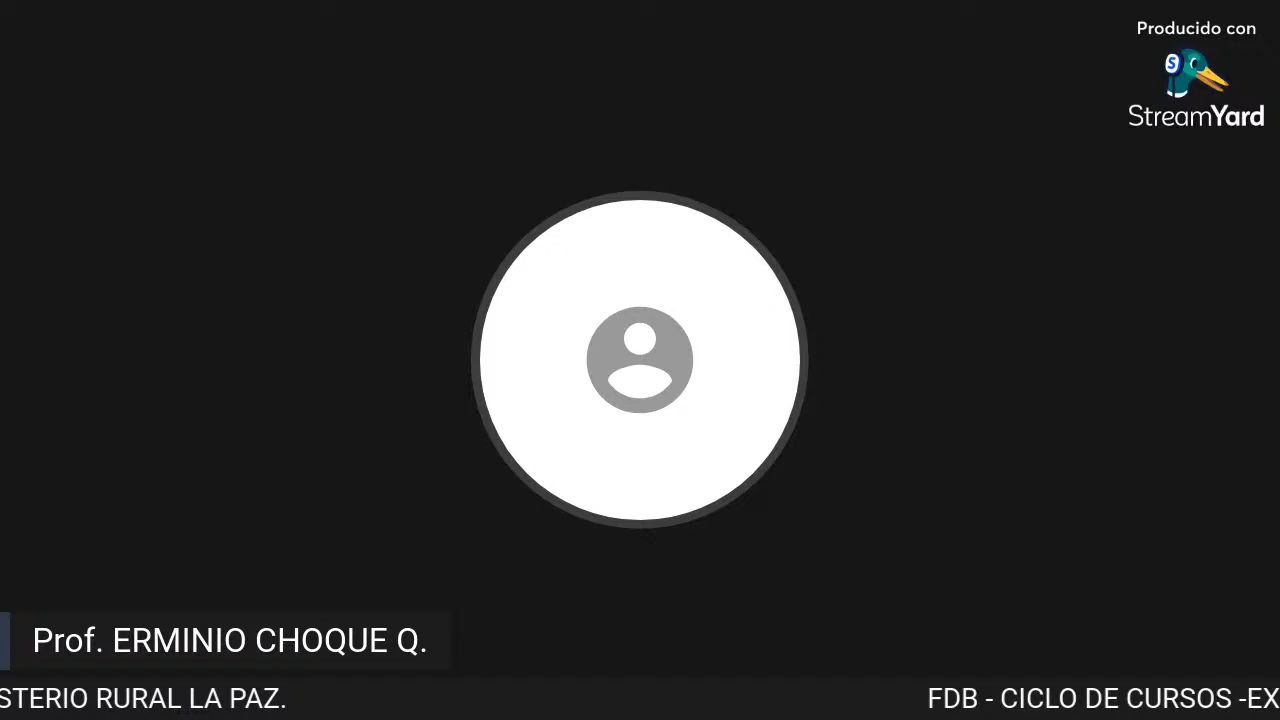 Producido con
S
StreamYard
Prof. ERMINIO CHOQUE Q.
STERIO RURAL LA PAZ. FDB - CICLO DE CURSOS -EX